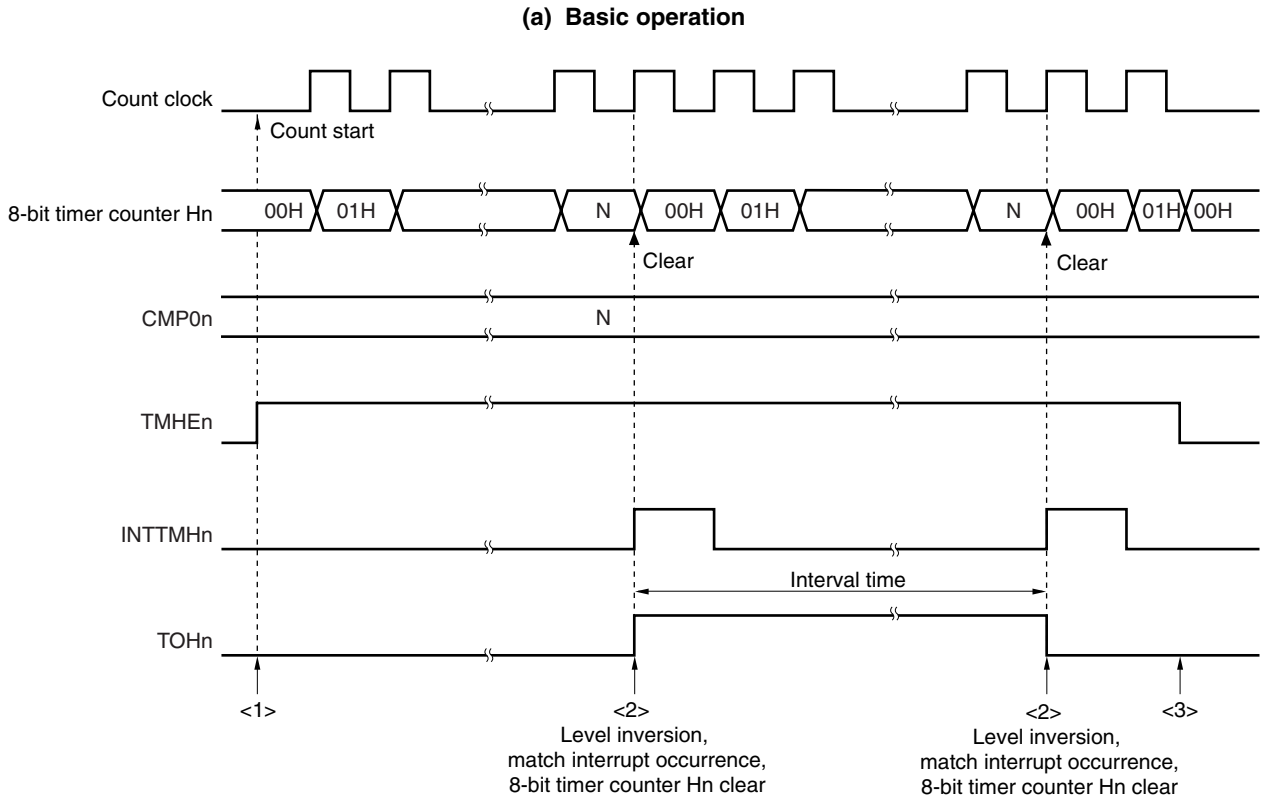 (a) Basic operation
Count clock
Count start
8-bit timer counter Hn
00H 01H N 00H 01H N 00H 01H 00H
Clear Clear
CMP0n
N
TMHEn
INTTMHn
Interval time
TOHn
<1> <2> <2> <3>
Level inversion,
match interrupt occurrence,
8-bit timer counter Hn clear
Level inversion,
match interrupt occurrence,
8-bit timer counter Hn clear